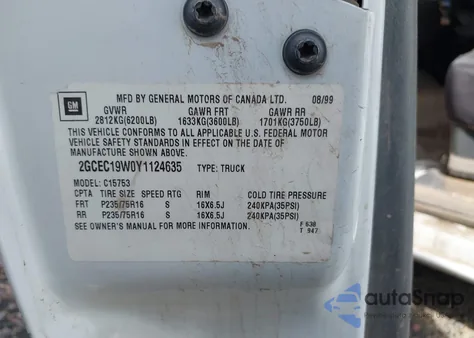 GM
MFD BY GENERAL MOTORS OF CANADA LTD. 08/99
GVWR GAWR FRT GAWR RR
2812KG(6200LB) 1633KG(3600LB) 1701KG(3750LB)
THIS VEHICLE CONFORMS TO ALL APPLICABLE U.S. FEDERAL MOTOR
VEHICLE SAFETY STANDARDS IN EFFECT ON THE DATE OF
MANUFACTURE SHOWN ABOVE.
2GCEC19W0Y1124635 TYPE: TRUCK
MODEL: C15753
CPTA TIRE SIZE SPEED RTG RIM COLD TIRE PRESSURE
FRT P235/75R16 S 16X6.5J 240KPA(35PSI)
RR P235/75R16 S 16X6.5J 240KPA(35PSI)
SEE OWNER'S MANUAL FOR MORE INFORMATION.
F 538
T 947
autoSnap